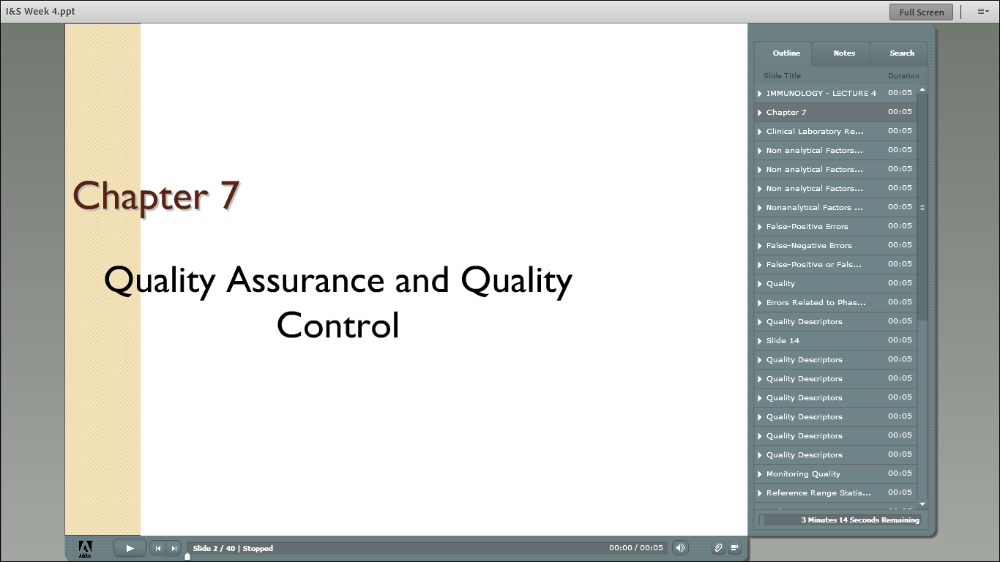 I&S Week 4.ppt
Full Screen
Chapter 7
Quality Assurance and Quality
Control
Outline
Notes
Search
Slide Title
Duration
IMMUNOLOGY - LECTURE 4 00:05
Chapter 7 00:05
Clinical Laboratory Re... 00:05
Non analytical Factors... 00:05
Non analytical Factors... 00:05
Non analytical Factors... 00:05
Nonanalytical Factors ... 00:05
False-Positive Errors 00:05
False-Negative Errors 00:05
False-Positive or Fals... 00:05
Quality 00:05
Errors Related to Phas... 00:05
Quality Descriptors 00:05
Slide 14 00:05
Quality Descriptors 00:05
Quality Descriptors 00:05
Quality Descriptors 00:05
Quality Descriptors 00:05
Quality Descriptors 00:05
Quality Descriptors 00:05
Monitoring Quality 00:05
Reference Range Statis... 00:05
3 Minutes 14 Seconds Remaining
Adobe
Slide 2 / 40 | Stopped
00:00 / 00:05